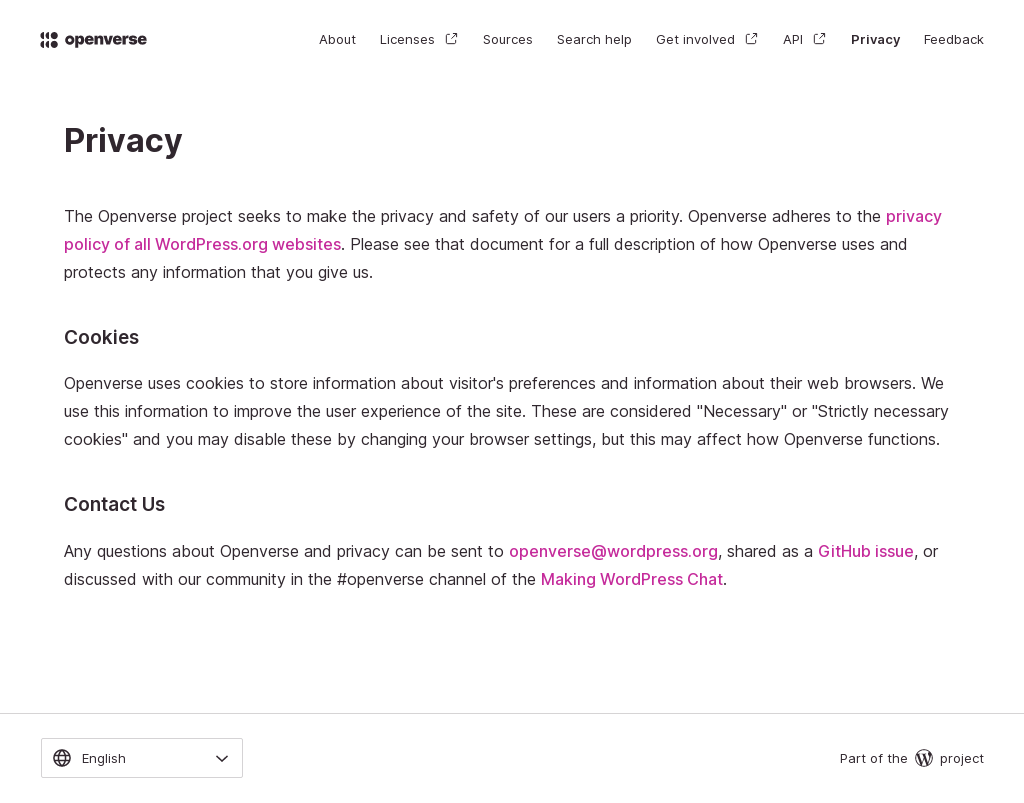 openverse
About Licenses Sources Search help Get involved API Privacy Feedback
Privacy
The Openverse project seeks to make the privacy and safety of our users a priority. Openverse adheres to the privacy
policy of all WordPress.org websites. Please see that document for a full description of how Openverse uses and
protects any information that you give us.
Cookies
Openverse uses cookies to store information about visitor's preferences and information about their web browsers. We
use this information to improve the user experience of the site. These are considered "Necessary" or "Strictly necessary
cookies" and you may disable these by changing your browser settings, but this may affect how Openverse functions.
Contact Us
Any questions about Openverse and privacy can be sent to openverse@wordpress.org, shared as a GitHub issue, or
discussed with our community in the #openverse channel of the Making WordPress Chat.
English
Part of the project